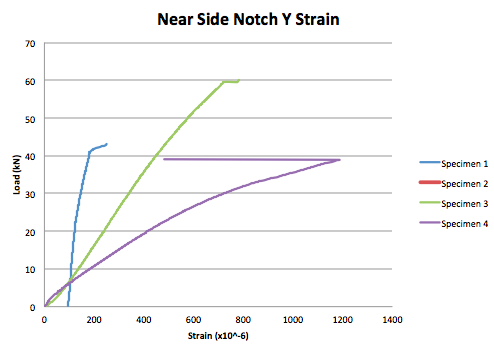 Near Side Notch Y Strain
70
60
50
40
30
20
10
0
Load (kN)
0 200 400 600 800 1000 1200 1400
Strain (x10^-6)
Specimen 1
Specimen 2
Specimen 3
Specimen 4